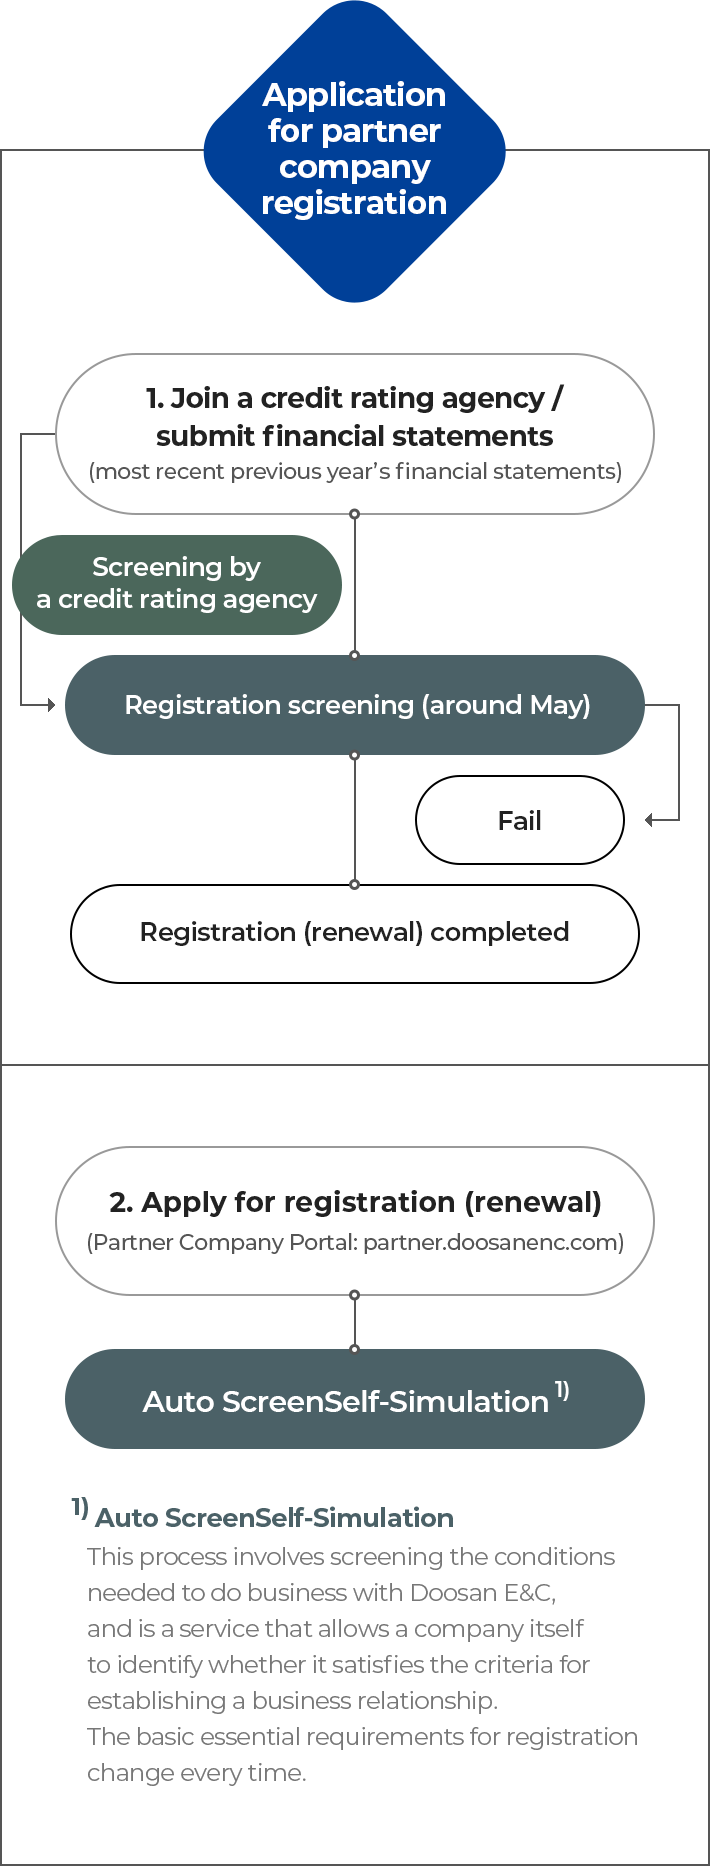 Application
for partner
company
registration
1. Join a credit rating agency /
submit financial statements
(most recent previous year's financial statements)
Screening by
a credit rating agency
Registration screening (around May)
Fail
Registration (renewal) completed
2. Apply for registration (renewal)
(Partner Company Portal: partner.doosanenc.com)
Auto ScreenSelf-Simulation 1)
1) Auto ScreenSelf-Simulation
This process involves screening the conditions
needed to do business with Doosan E&C,
and is a service that allows a company itself
to identify whether it satisfies the criteria for
establishing a business relationship.
The basic essential requirements for registration
change every time.